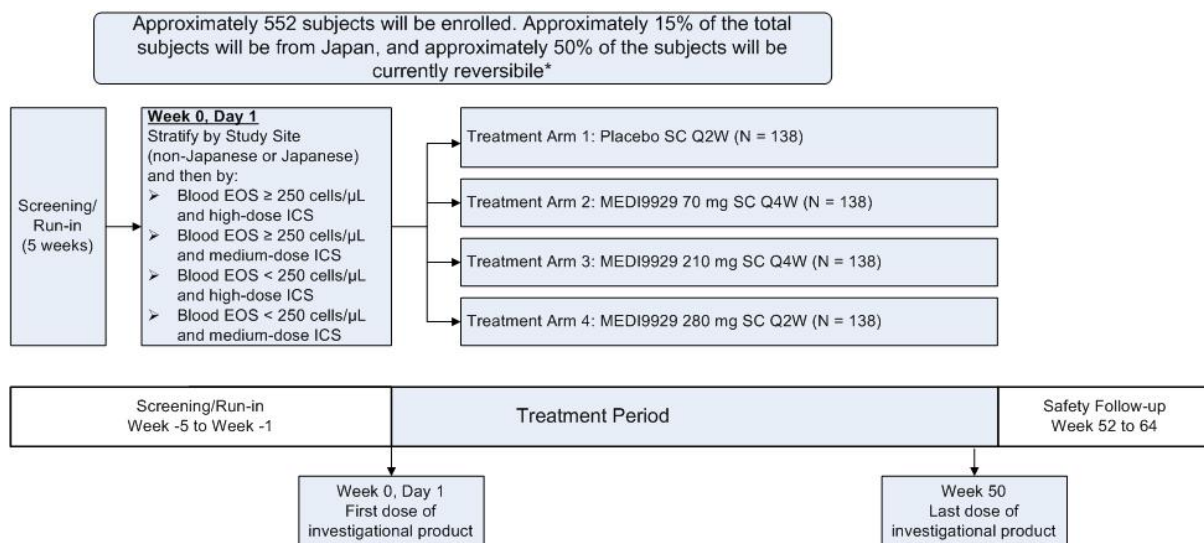 Approximately 552 subjects will be enrolled. Approximately 15% of the total
subjects will be from Japan, and approximately 50% of the subjects will be
currently reversibile*
Screening/
Run-in
(5 weeks)
Week 0, Day 1
Stratify by Study Site
(non-Japanese or Japanese)
and then by:
➢ Blood EOS ≥ 250 cells/µL
and high-dose ICS
➢ Blood EOS ≥ 250 cells/µL
and medium-dose ICS
➢ Blood EOS < 250 cells/µL
and high-dose ICS
➢ Blood EOS < 250 cells/µL
and medium-dose ICS
Treatment Arm 1: Placebo SC Q2W (N = 138)
Treatment Arm 2: MEDI9929 70 mg SC Q4W (N = 138)
Treatment Arm 3: MEDI9929 210 mg SC Q4W (N = 138)
Treatment Arm 4: MEDI9929 280 mg SC Q2W (N = 138)
Screening/Run-in
Week -5 to Week -1
Treatment Period
Safety Follow-up
Week 52 to 64
Week 0, Day 1
First dose of
investigational product
Week 50
Last dose of
investigational product